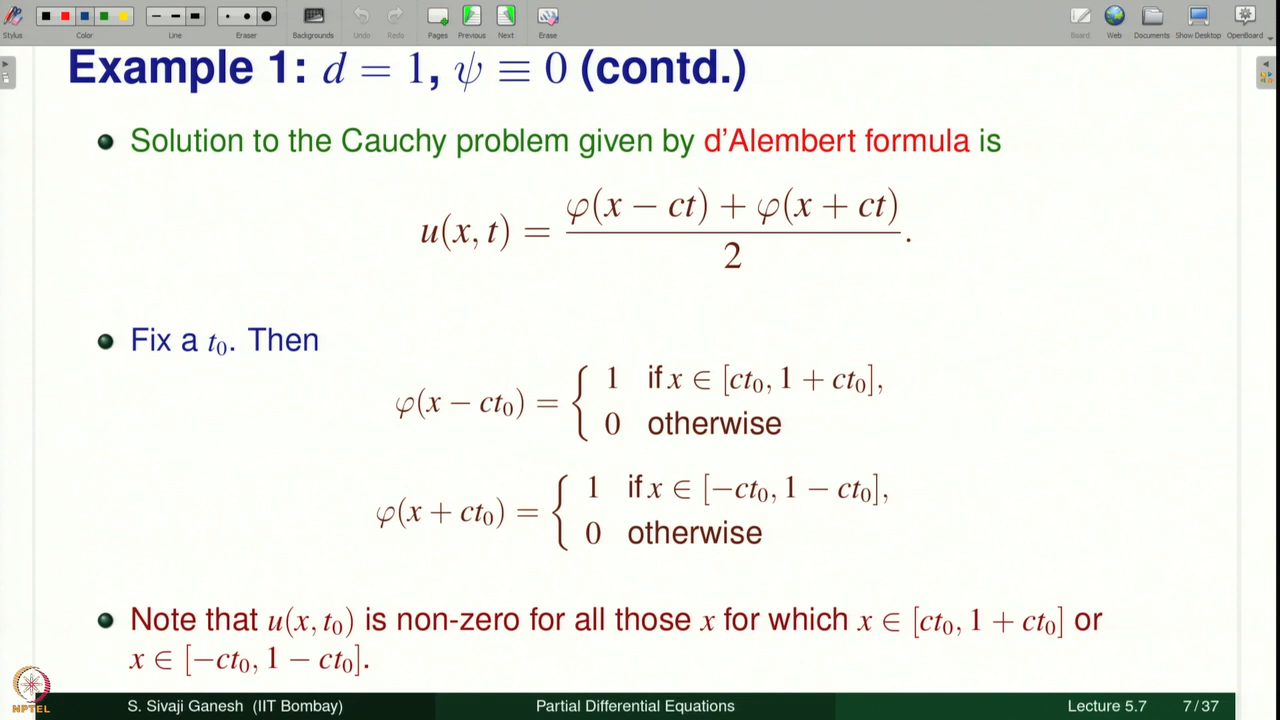 Stylus
Color
Line
Eraser
Backgrounds
Undo
Redo
Pages
Previous
Next
Erase
Board
Web
Documents
Show Desktop
OpenBoard
Example 1: d = 1, ψ ≡ 0 (contd.)
Solution to the Cauchy problem given by d'Alembert formula is
u(x, t) = \frac{φ(x − ct) + φ(x + ct)}{2}.
Fix a t₀. Then
φ(x − ct₀) = { 1 if x ∈ [ct₀, 1 + ct₀],
0 otherwise
φ(x + ct₀) = { 1 if x ∈ [−ct₀, 1 − ct₀],
0 otherwise
Note that u(x, t₀) is non-zero for all those x for which x ∈ [ct₀, 1 + ct₀] or
x ∈ [−ct₀, 1 − ct₀].
NPTEL
S. Sivaji Ganesh (IIT Bombay)
Partial Differential Equations
Lecture 5.7
7 / 37